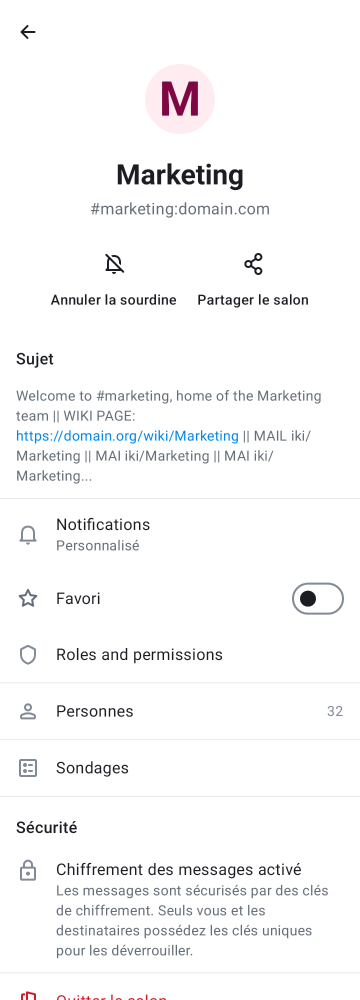 M
Marketing
#marketing:domain.com
Annuler la sourdine
Partager le salon
Sujet
Welcome to #marketing, home of the Marketing
team || WIKI PAGE:
https://domain.org/wiki/Marketing || MAIL iki/
Marketing || MAI iki/Marketing || MAI iki/
Marketing...
Notifications
Personnalisé
Favori
Roles and permissions
Personnes 32
Sondages
Sécurité
Chiffrement des messages activé
Les messages sont sécurisés par des clés
de chiffrement. Seuls vous et les
destinataires possédez les clés uniques
pour les déverrouiller.
Quitter le salon